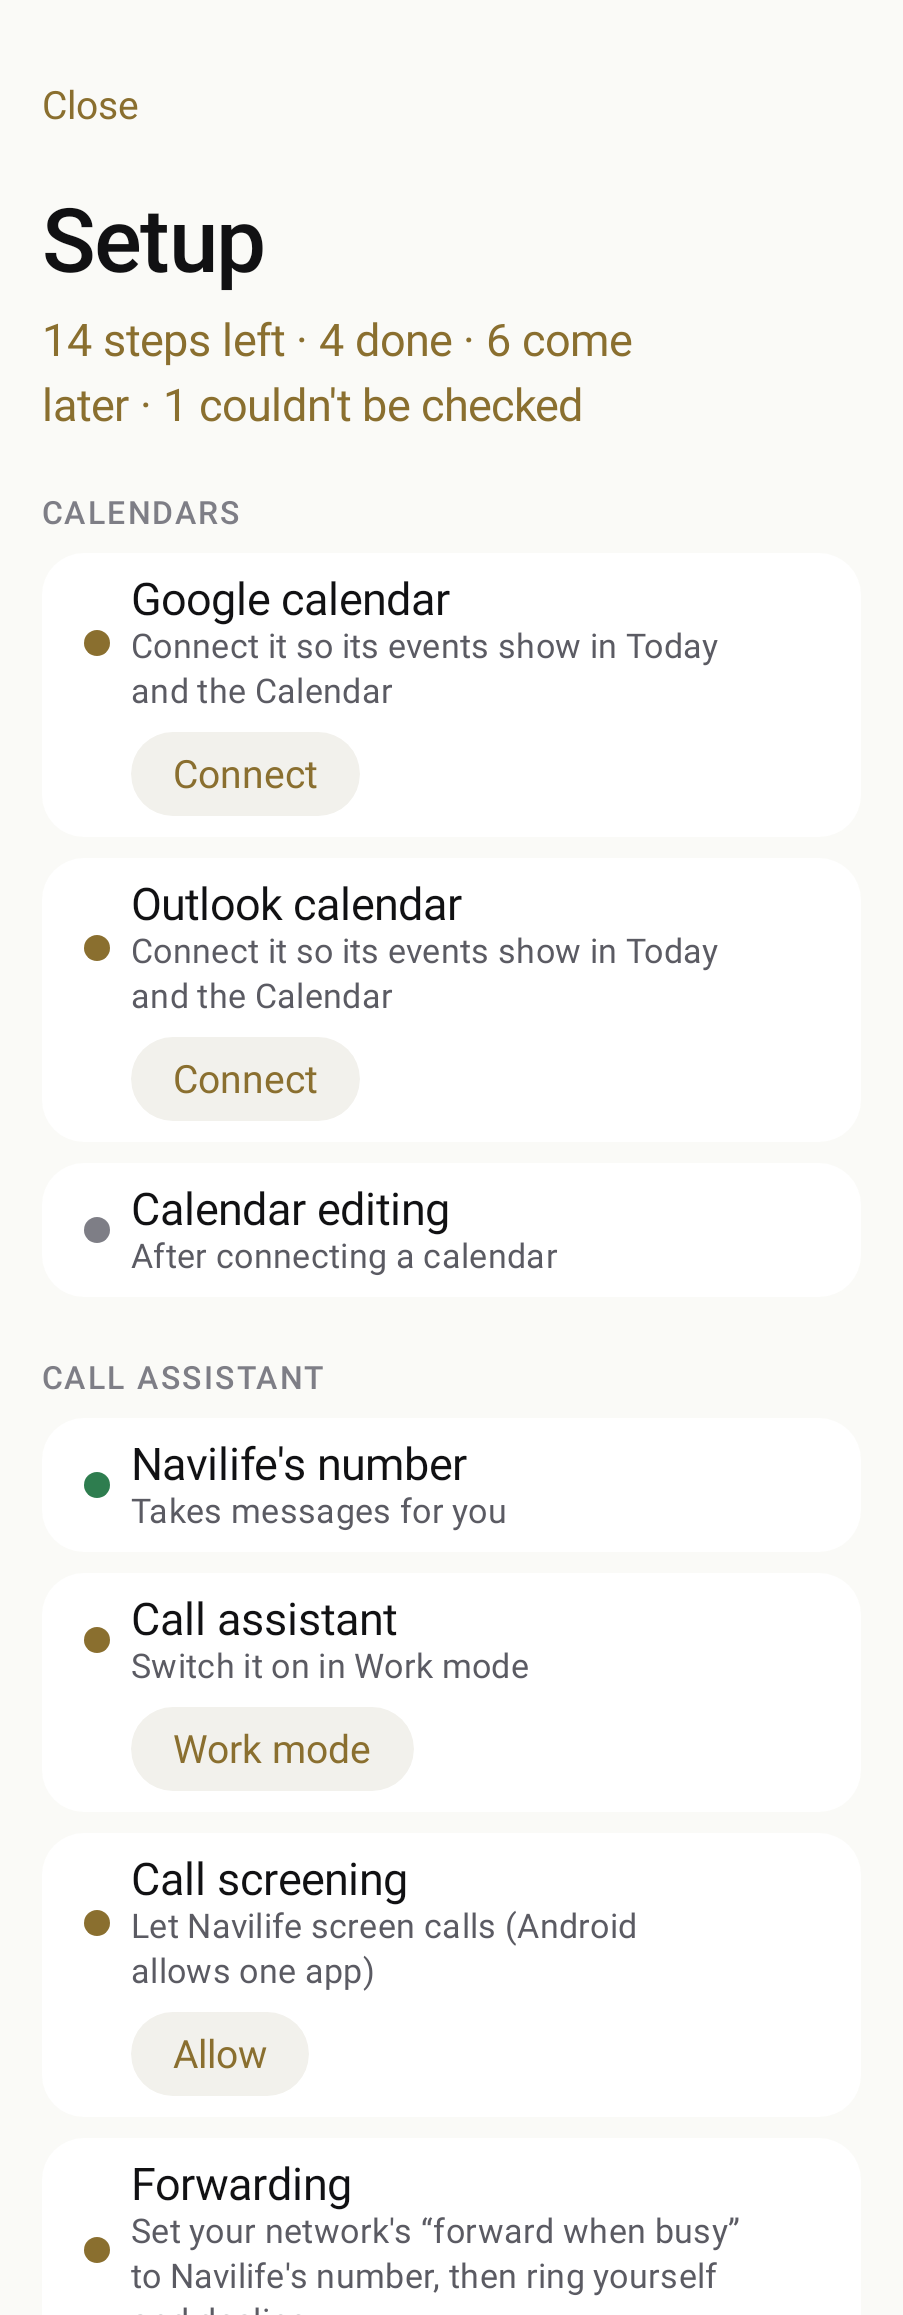 Close
Setup
14 steps left · 4 done · 6 come
later · 1 couldn't be checked
CALENDARS
Google calendar
Connect it so its events show in Today
and the Calendar
Connect
Outlook calendar
Connect it so its events show in Today
and the Calendar
Connect
Calendar editing
After connecting a calendar
CALL ASSISTANT
Navilife's number
Takes messages for you
Call assistant
Switch it on in Work mode
Work mode
Call screening
Let Navilife screen calls (Android
allows one app)
Allow
Forwarding
Set your network's “forward when busy”
to Navilife's number, then ring yourself